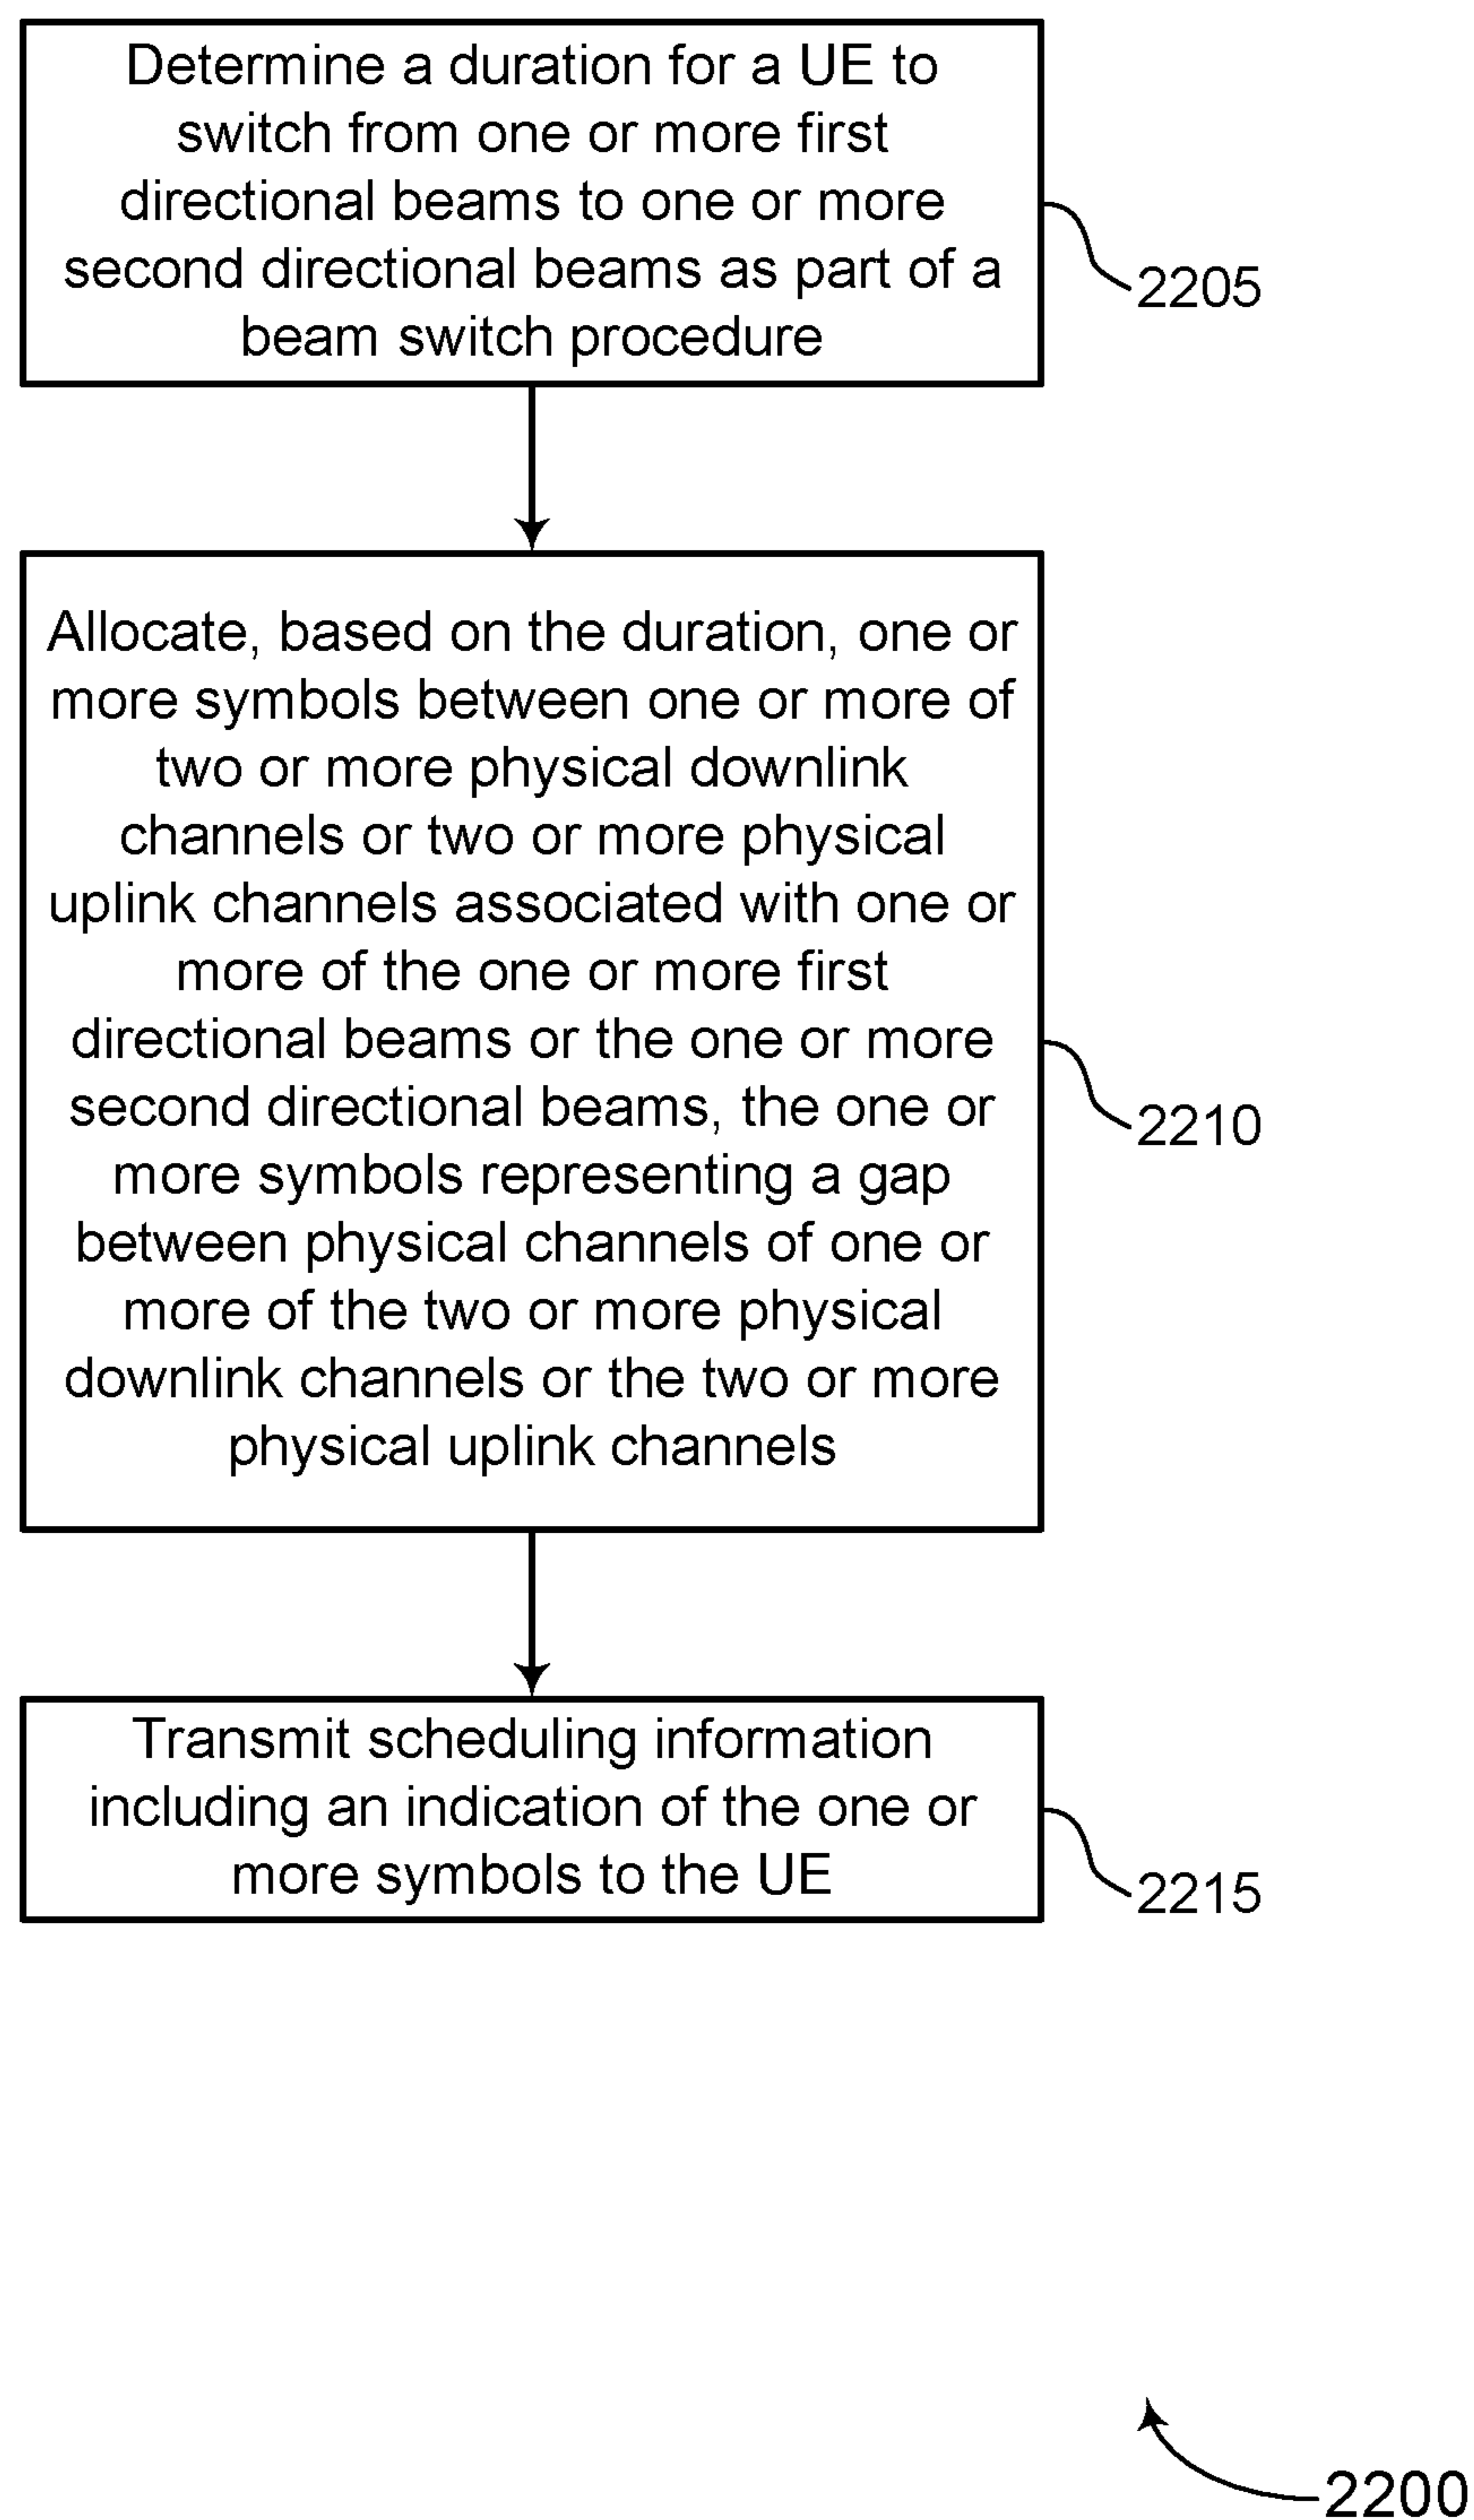 Determine a duration for a UE to
switch from one or more first
directional beams to one or more
second directional beams as part of a
beam switch procedure
2205
Allocate, based on the duration, one or
more symbols between one or more of
two or more physical downlink
channels or two or more physical
uplink channels associated with one or
more of the one or more first
directional beams or the one or more
second directional beams, the one or
more symbols representing a gap
between physical channels of one or
more of the two or more physical
downlink channels or the two or more
physical uplink channels
2210
Transmit scheduling information
including an indication of the one or
more symbols to the UE
2215
2200